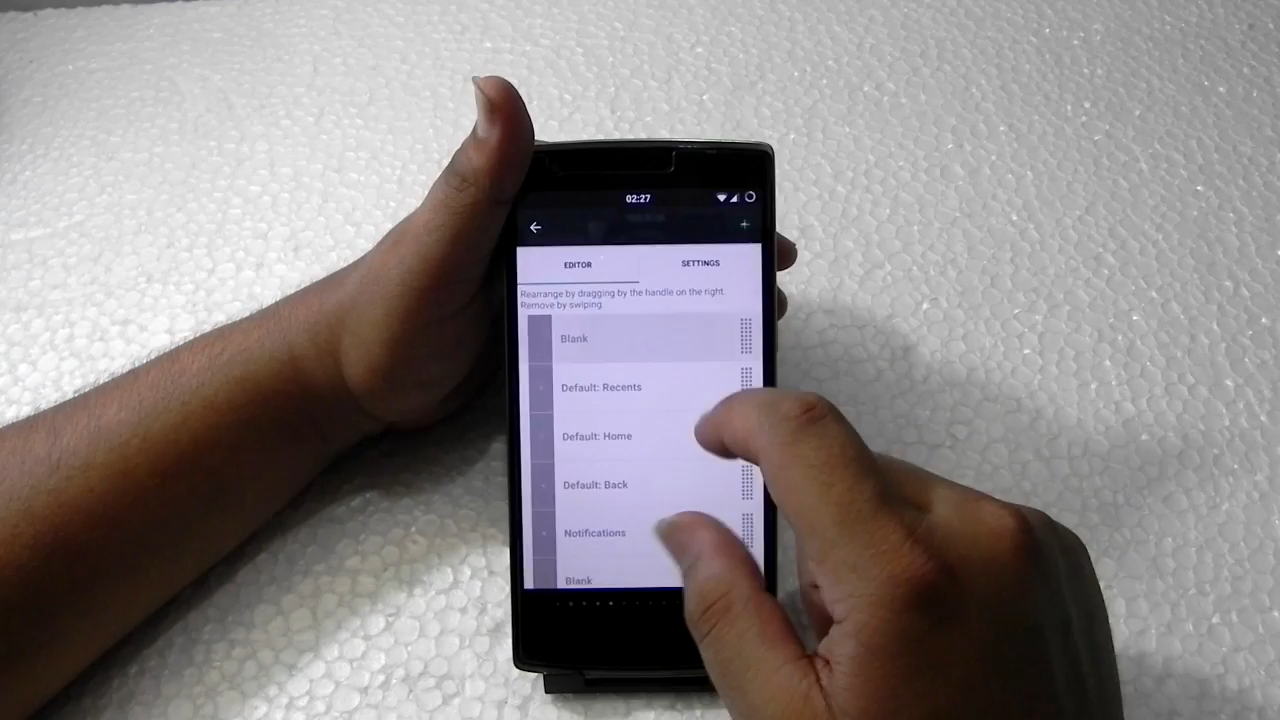 02:27
EDITOR
SETTINGS
Rearrange by dragging by the handle on the right.
Remove by swiping
Blank
Default: Recents
Default: Home
Default: Back
Notifications
Blank